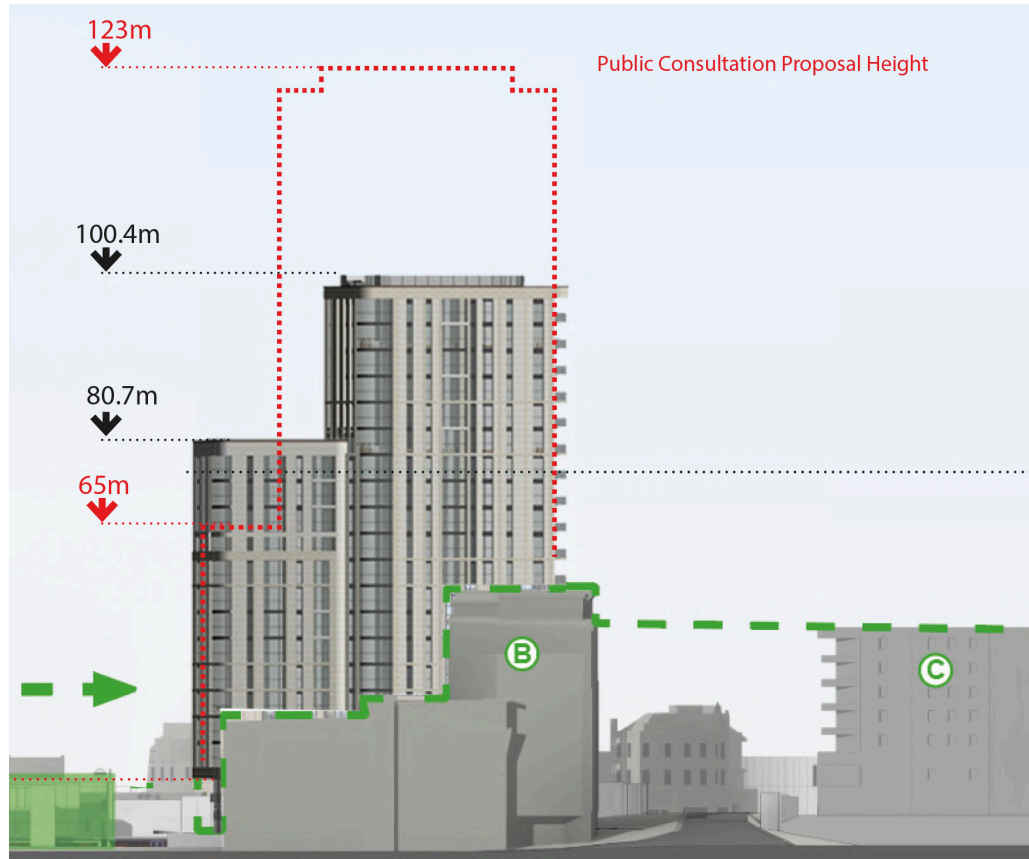 123m
Public Consultation Proposal Height
100.4m
80.7m
65m
B
C